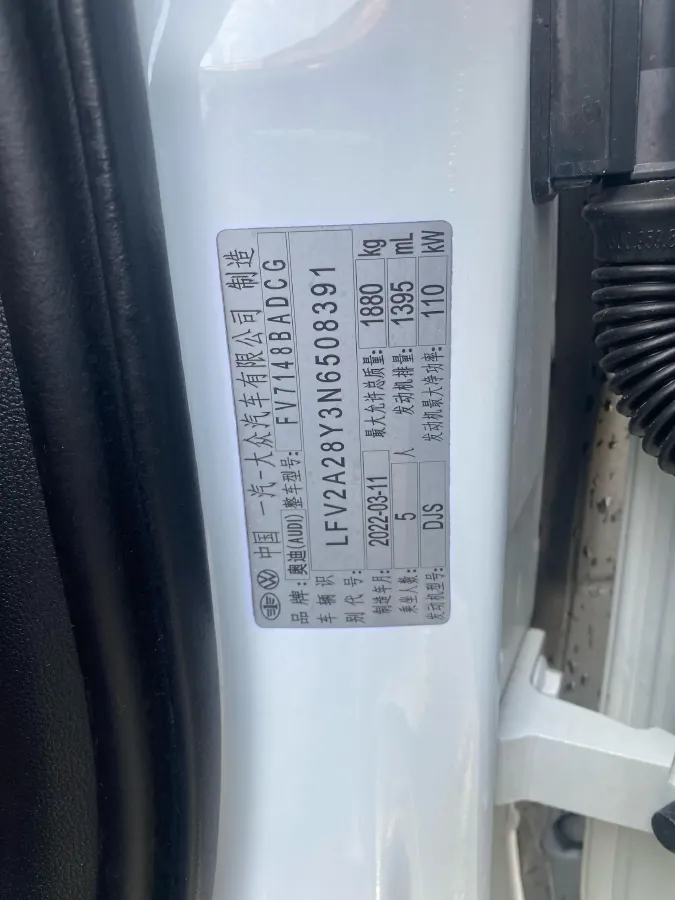 中国 一汽-大众汽车有限公司 制造
品牌: 奥迪(AUDI) 整车型号: FV7148BADCG
车辆识别代号: LFV2A28Y3N6508391
制造年月: 2022-03-11 最大允许总质量: 1880 kg
乘坐人数: 5 人 发动机排量: 1395 mL
发动机型号: DJS 发动机最大净功率: 110 kW